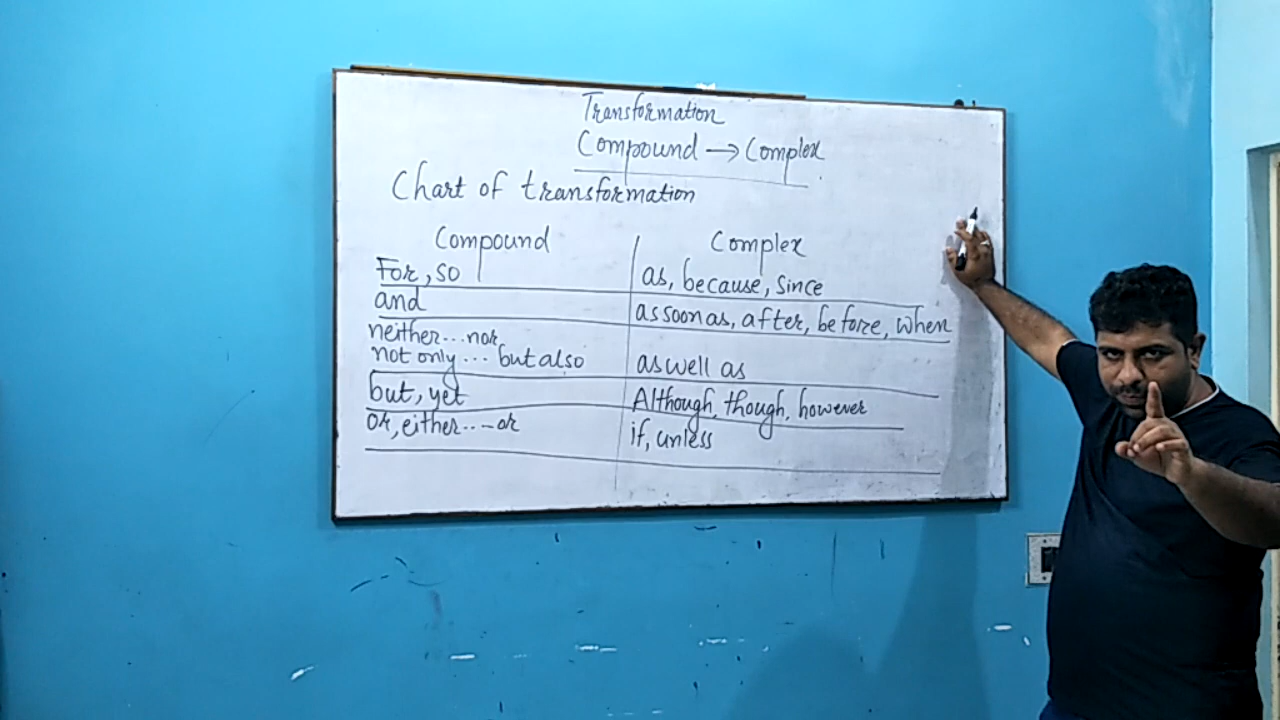 Transformation
Compound → Complex
Chart of transformation
Compound Complex
For, so as, because, since
and as soon as, after, before, when
neither...nor
not only.... but also as well as
but, yet Although, though, however
or, either...-or if, unless